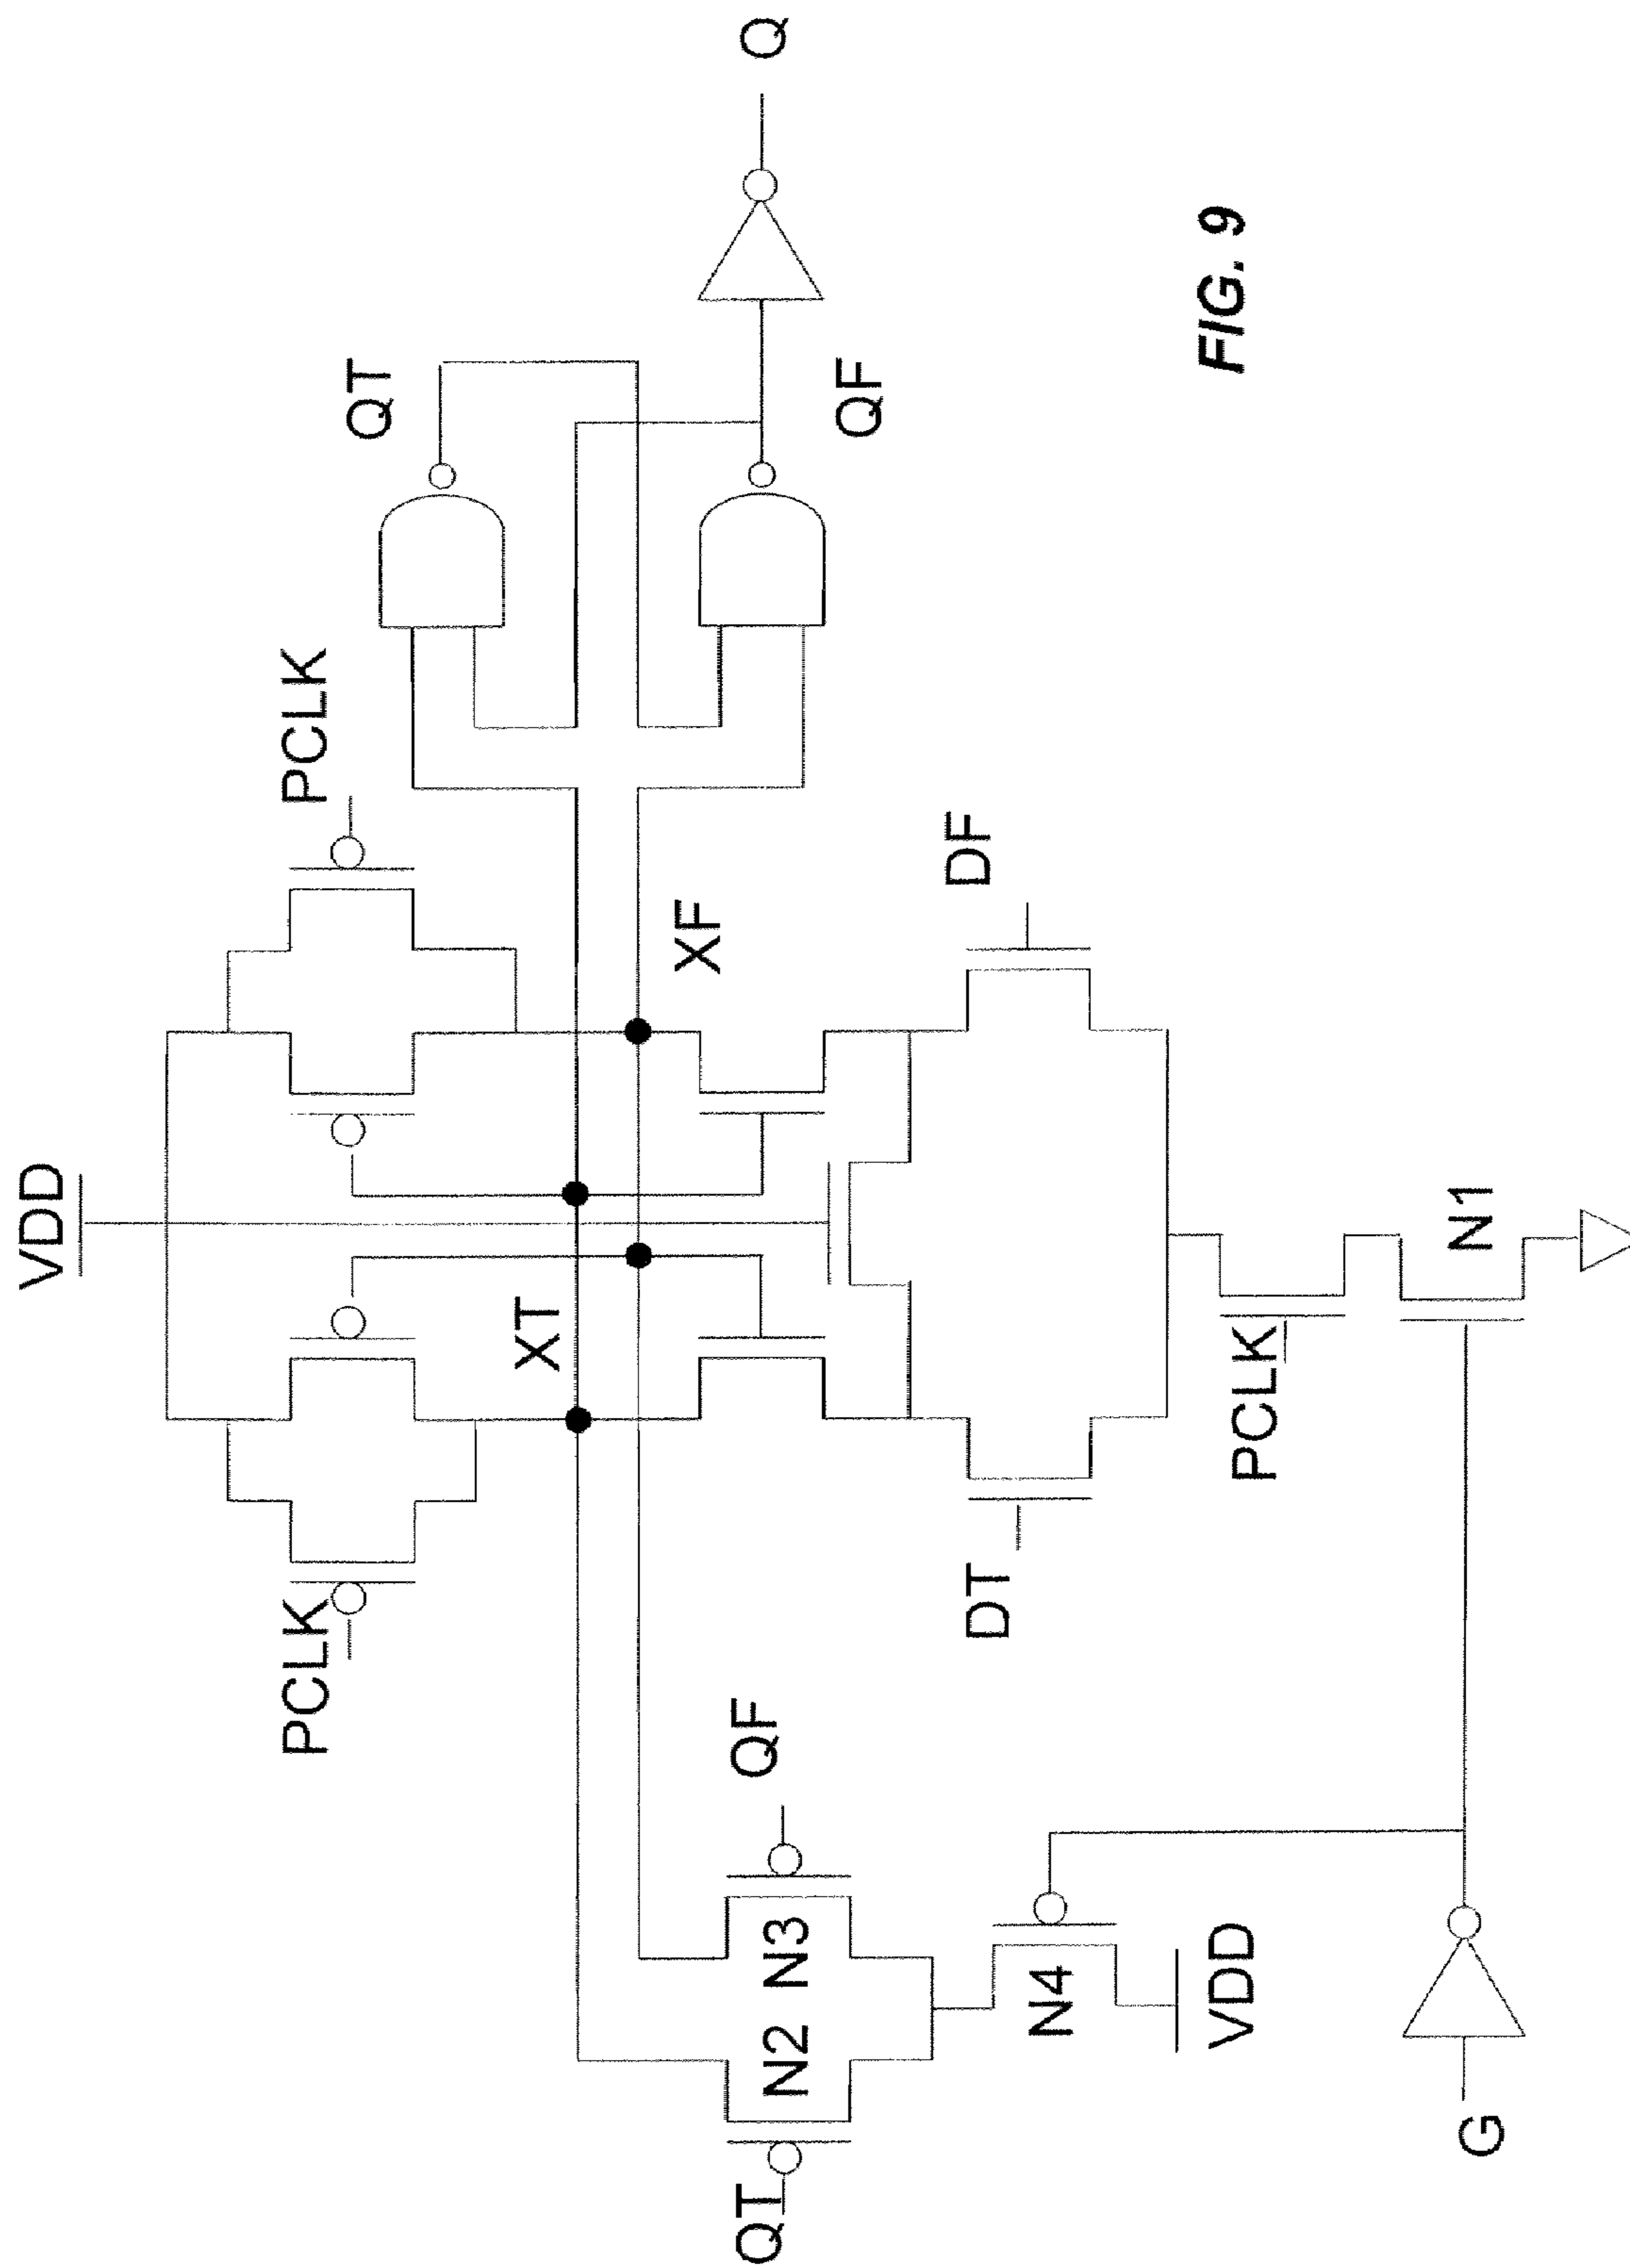 VDD
PCLK
PCLK
QT
Q
XT
XF
QF
QT
N2
N3
QF
DT
DF
N4
VDD
PCLK
N1
G
FIG. 9